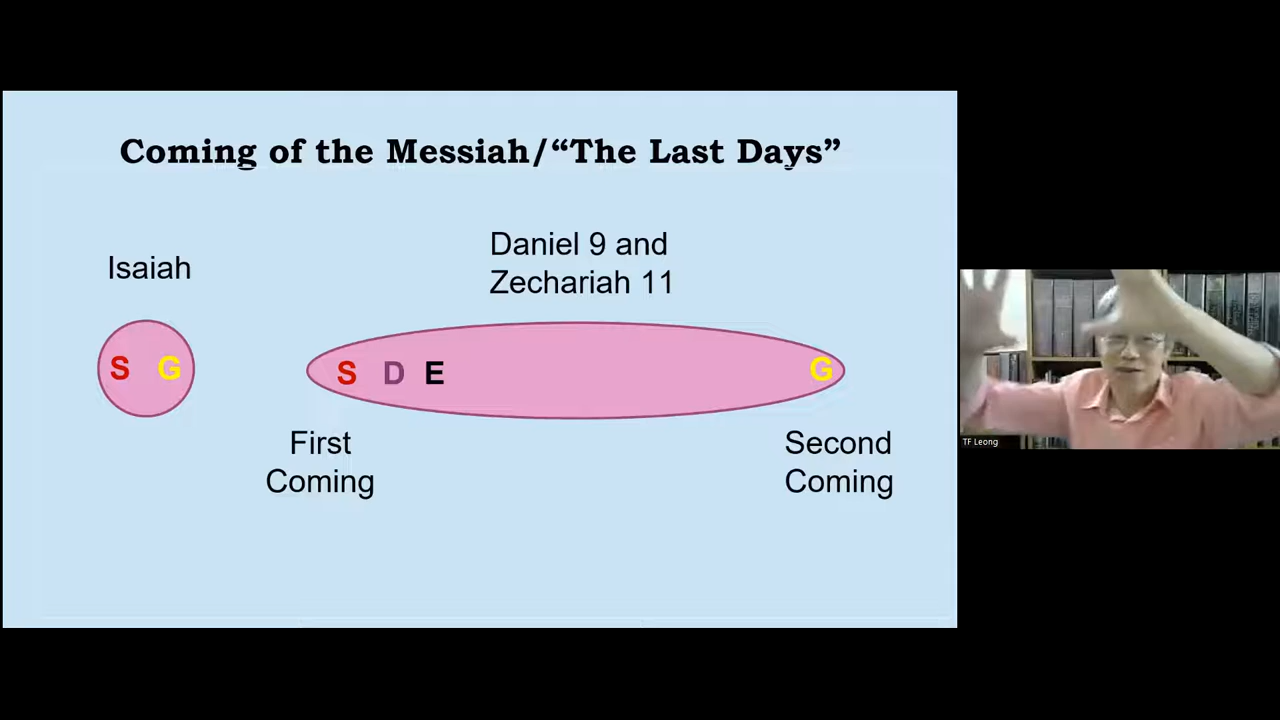 Coming of the Messiah/“The Last Days”
Isaiah
Daniel 9 and
Zechariah 11
S G
S D E G
First
Coming
Second
Coming
TF Leong